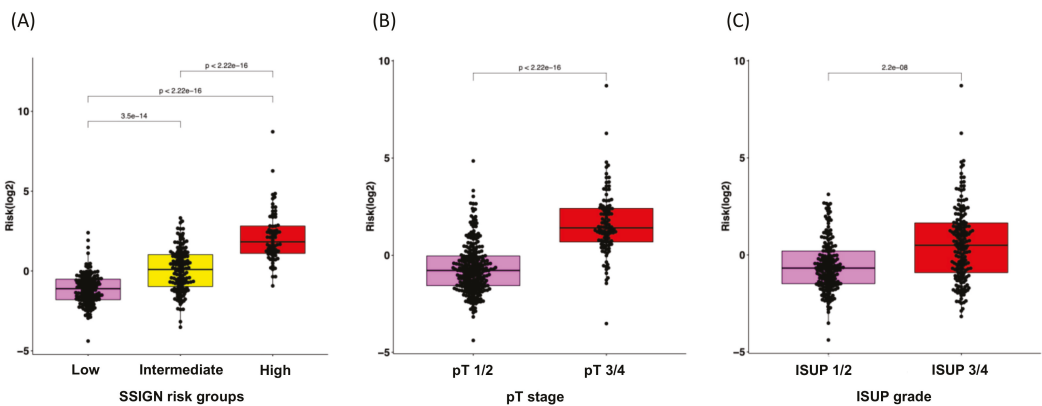 (A)
p < 2.22e−16
p < 2.22e−16
3.5e−14
Risk(log2)
10
5
0
−5
Low Intermediate High
SSIGN risk groups
(B)
p < 2.22e−16
Risk(log2)
10
5
0
−5
pT 1/2 pT 3/4
pT stage
(C)
2.2e−08
Risk(log2)
10
5
0
−5
ISUP 1/2 ISUP 3/4
ISUP grade